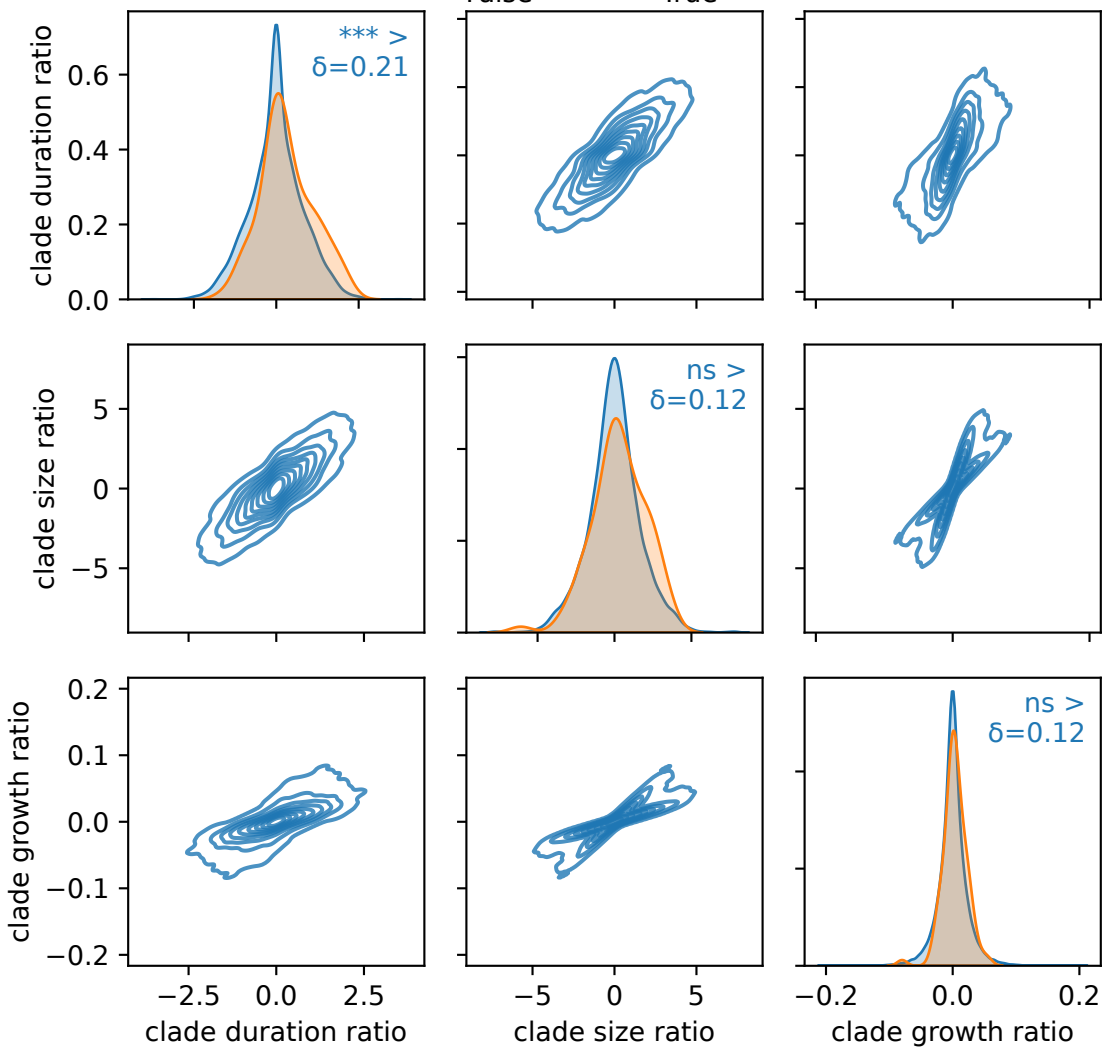 *** >
δ=0.21
clade duration ratio
0.6
0.4
0.2
0.0
ns >
δ=0.12
clade size ratio
5
0
−5
ns >
δ=0.12
clade growth ratio
0.2
0.1
0.0
−0.1
−0.2
−2.5 0.0 2.5
−5 0 5
−0.2 0.0 0.2
clade duration ratio
clade size ratio
clade growth ratio